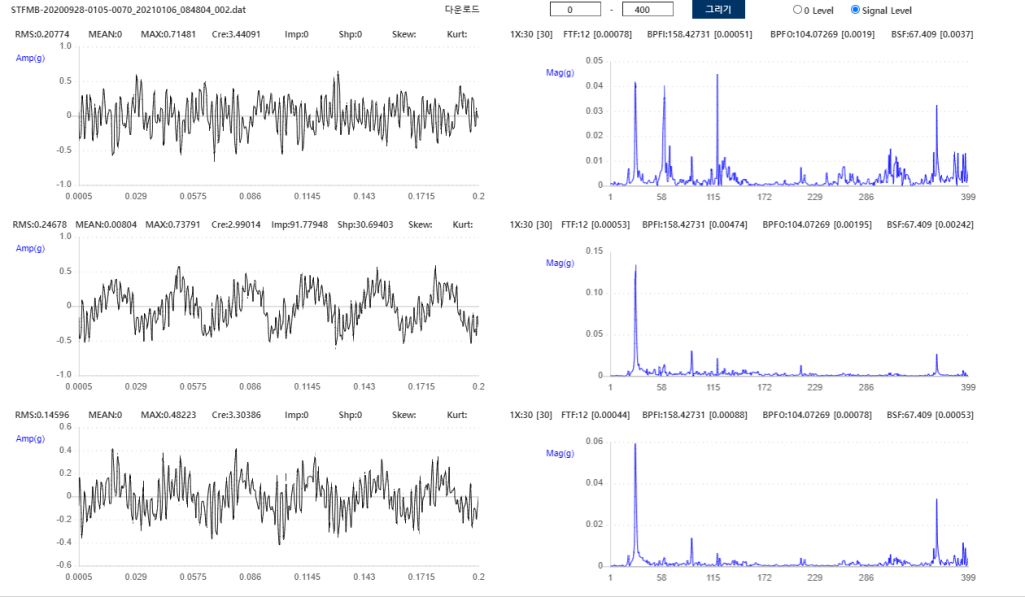 STFMB-20200928-0105-0070_20210106_084804_002.dat 다운로드 0 - 400 그리기 0 Level Signal Level
RMS:0.20774 MEAN:0 MAX:0.71481 Cre:3.44091 Imp:0 Shp:0 Skew: Kurt:
1X:30 [30] FTF:12 [0.00078] BPFI:158.42731 [0.00051] BPFO:104.07269 [0.0019] BSF:67.409 [0.0037]
Amp(g)
1.0
0.5
0
-0.5
-1.0
0.0005 0.029 0.0575 0.086 0.1145 0.143 0.1715 0.2
Mag(g)
0.05
0.04
0.03
0.02
0.01
0
1 58 115 172 229 286 399
RMS:0.24678 MEAN:0.00804 MAX:0.73791 Cre:2.99014 Imp:91.77948 Shp:30.69403 Skew: Kurt:
1X:30 [30] FTF:12 [0.00053] BPFI:158.42731 [0.00474] BPFO:104.07269 [0.00195] BSF:67.409 [0.00242]
Amp(g)
1.0
0.5
0
-0.5
-1.0
0.0005 0.029 0.0575 0.086 0.1145 0.143 0.1715 0.2
Mag(g)
0.15
0.10
0.05
0
1 58 115 172 229 286 399
RMS:0.14596 MEAN:0 MAX:0.48223 Cre:3.30386 Imp:0 Shp:0 Skew: Kurt:
1X:30 [30] FTF:12 [0.00044] BPFI:158.42731 [0.00088] BPFO:104.07269 [0.00078] BSF:67.409 [0.00053]
Amp(g)
0.6
0.4
0.2
0
-0.2
-0.4
-0.6
0.0005 0.029 0.0575 0.086 0.1145 0.143 0.1715 0.2
Mag(g)
0.06
0.04
0.02
0
1 58 115 172 229 286 399